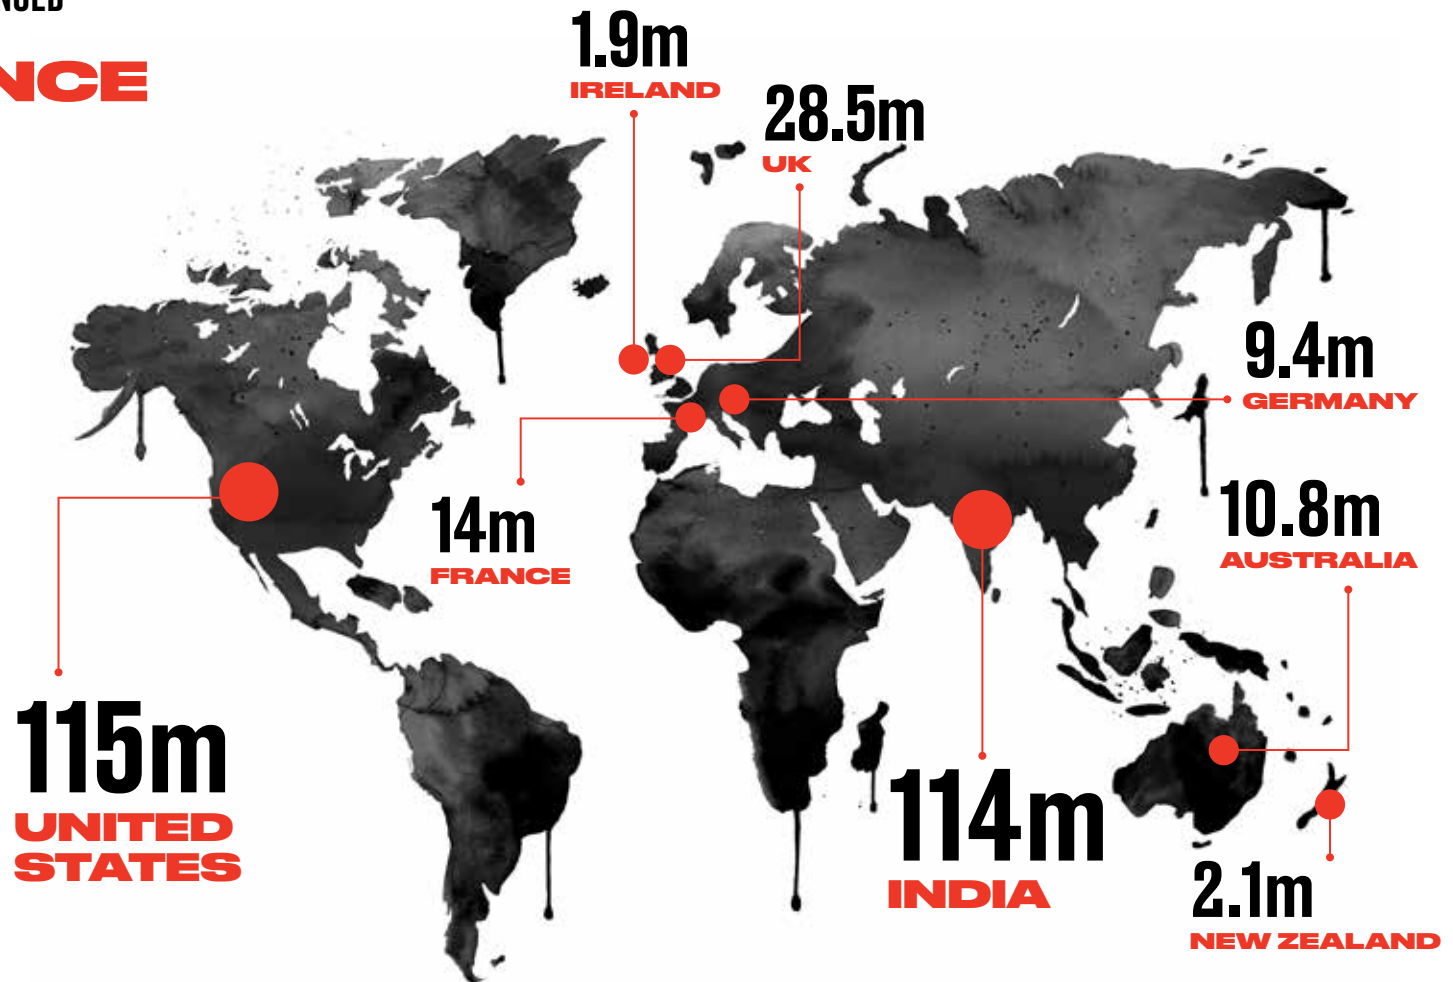 1.9m
IRELAND
28.5m
UK
9.4m
GERMANY
14m
FRANCE
10.8m
AUSTRALIA
115m
UNITED
STATES
114m
INDIA
2.1m
NEW ZEALAND